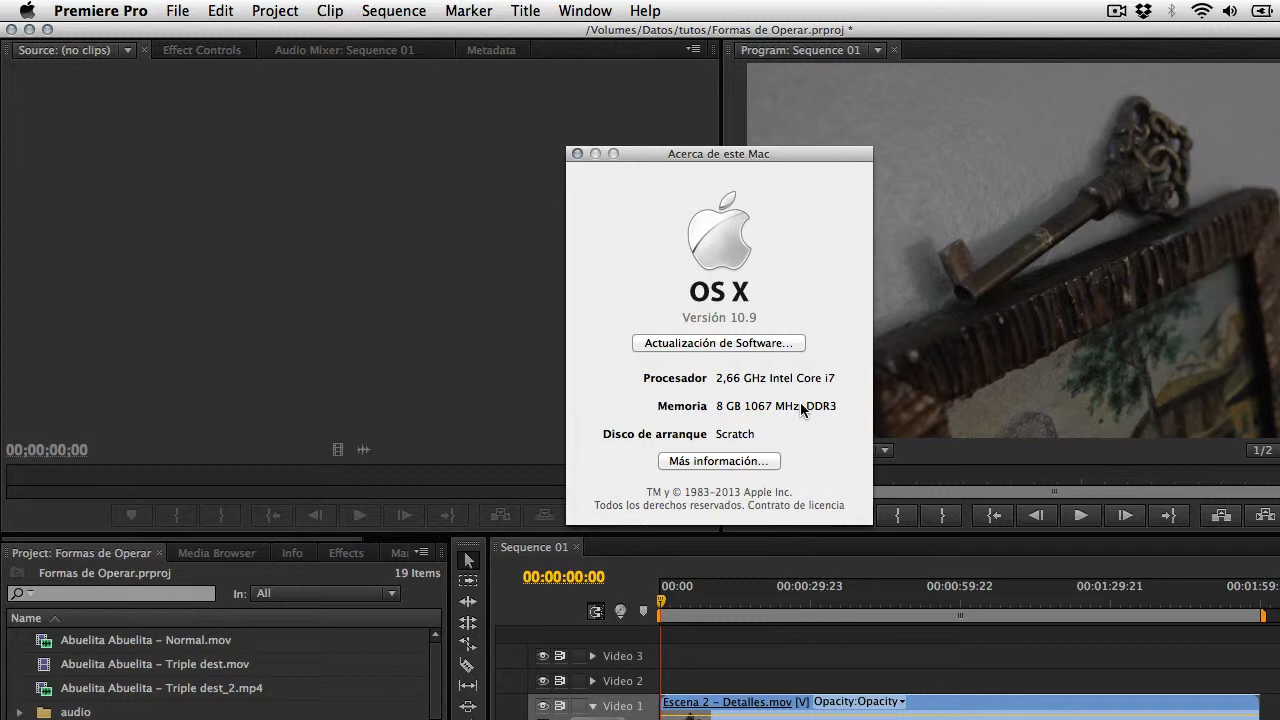 Premiere Pro File Edit Project Clip Sequence Marker Title Window Help
/Volumes/Datos/tutos/Formas de Operar.prproj *
Source: (no clips) Effect Controls Audio Mixer: Sequence 01 Metadata
Program: Sequence 01
Acerca de este Mac
OS X
Versión 10.9
Actualización de Software...
Procesador 2,66 GHz Intel Core i7
Memoria 8 GB 1067 MHz DDR3
Disco de arranque Scratch
Más información...
TM y © 1983-2013 Apple Inc.
Todos los derechos reservados. Contrato de licencia
00;00;00;00
1/2
Project: Formas de Operar Media Browser Info Effects Ma
Formas de Operar.prproj 19 Items
In: All
Name
Abuelita Abuelita – Normal.mov
Abuelita Abuelita – Triple dest.mov
Abuelita Abuelita – Triple dest_2.mp4
audio
Sequence 01
00:00:00:00
00:00 00:00:29:23 00:00:59:22 00:01:29:21 00:01:59:
Video 3
Video 2
Video 1
Escena 2 – Detalles.mov [V] Opacity:Opacity